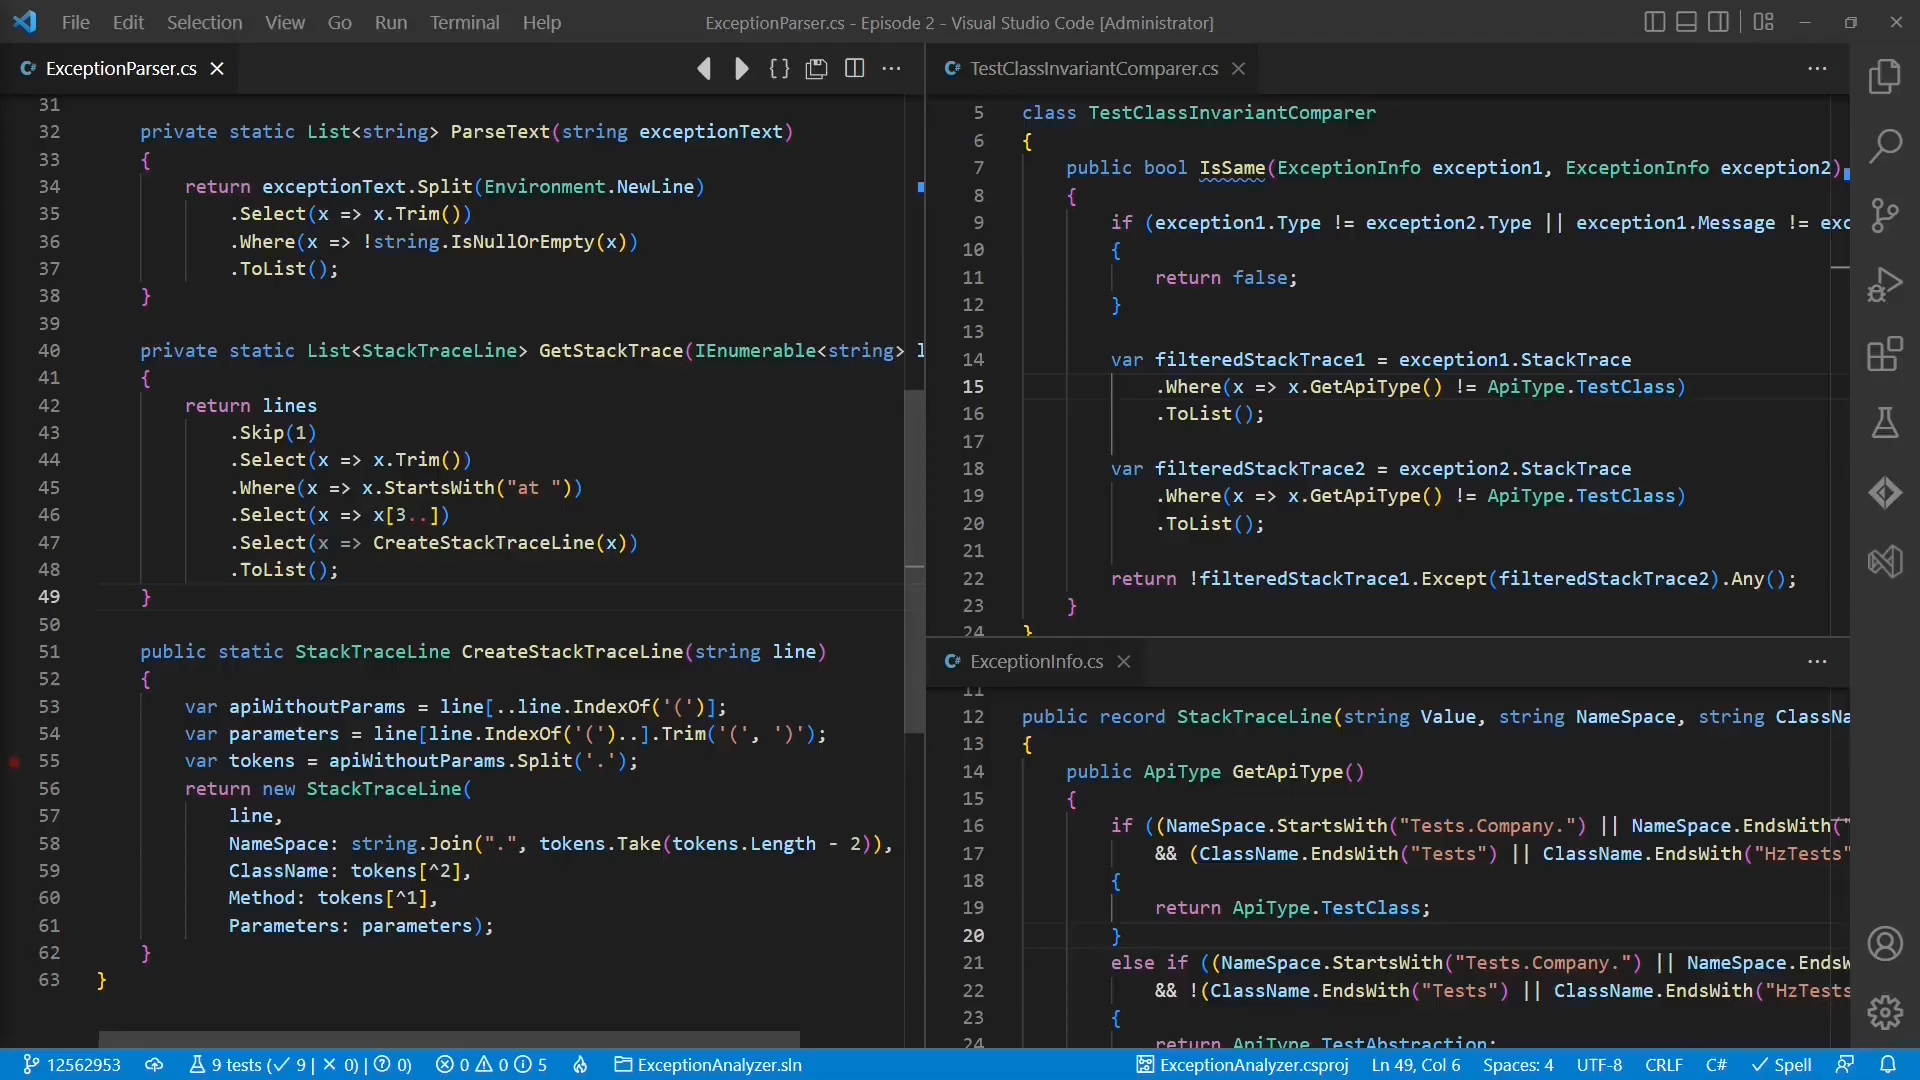 File Edit Selection View Go Run Terminal Help
ExceptionParser.cs - Episode 2 - Visual Studio Code [Administrator]
C# ExceptionParser.cs
31
32 private static List<string> ParseText(string exceptionText)
33 {
34 return exceptionText.Split(Environment.NewLine)
35 .Select(x => x.Trim())
36 .Where(x => !string.IsNullOrEmpty(x))
37 .ToList();
38 }
39
40 private static List<StackTraceLine> GetStackTrace(IEnumerable<string> l
41 {
42 return lines
43 .Skip(1)
44 .Select(x => x.Trim())
45 .Where(x => x.StartsWith("at "))
46 .Select(x => x[3..])
47 .Select(x => CreateStackTraceLine(x))
48 .ToList();
49 }
50
51 public static StackTraceLine CreateStackTraceLine(string line)
52 {
53 var apiWithoutParams = line[..line.IndexOf('(')];
54 var parameters = line[line.IndexOf('(')..].Trim('(', ')');
55 var tokens = apiWithoutParams.Split('.');
56 return new StackTraceLine(
57 line,
58 NameSpace: string.Join(".", tokens.Take(tokens.Length - 2)),
59 ClassName: tokens[^2],
60 Method: tokens[^1],
61 Parameters: parameters);
62 }
63 }
C# TestClassInvariantComparer.cs
5 class TestClassInvariantComparer
6 {
7 public bool IsSame(ExceptionInfo exception1, ExceptionInfo exception2)
8 {
9 if (exception1.Type != exception2.Type || exception1.Message != exc
10 {
11 return false;
12 }
13
14 var filteredStackTrace1 = exception1.StackTrace
15 .Where(x => x.GetApiType() != ApiType.TestClass)
16 .ToList();
17
18 var filteredStackTrace2 = exception2.StackTrace
19 .Where(x => x.GetApiType() != ApiType.TestClass)
20 .ToList();
21
22 return !filteredStackTrace1.Except(filteredStackTrace2).Any();
23 }
24 }
C# ExceptionInfo.cs
11
12 public record StackTraceLine(string Value, string NameSpace, string ClassNa
13 {
14 public ApiType GetApiType()
15 {
16 if ((NameSpace.StartsWith("Tests.Company.") || NameSpace.EndsWith("
17 && (ClassName.EndsWith("Tests") || ClassName.EndsWith("HzTests"
18 {
19 return ApiType.TestClass;
20 }
21 else if ((NameSpace.StartsWith("Tests.Company.") || NameSpace.EndsW
22 && !(ClassName.EndsWith("Tests") || ClassName.EndsWith("HzTests
23 {
24 return ApiType.TestAbstraction;
12562953 9 tests (✓ 9 | × 0) | ? 0) 0 0 5 ExceptionAnalyzer.sln ExceptionAnalyzer.csproj Ln 49, Col 6 Spaces: 4 UTF-8 CRLF C# Spell